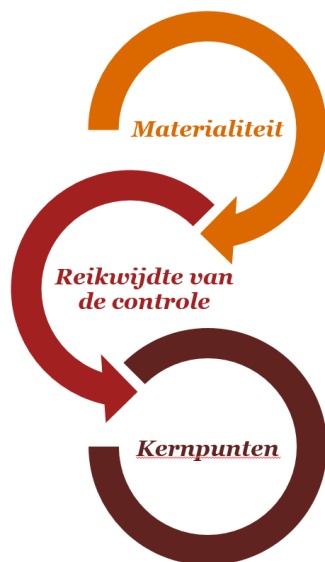 Materialiteit
Reikwijdte van
de controle
Kernpunten